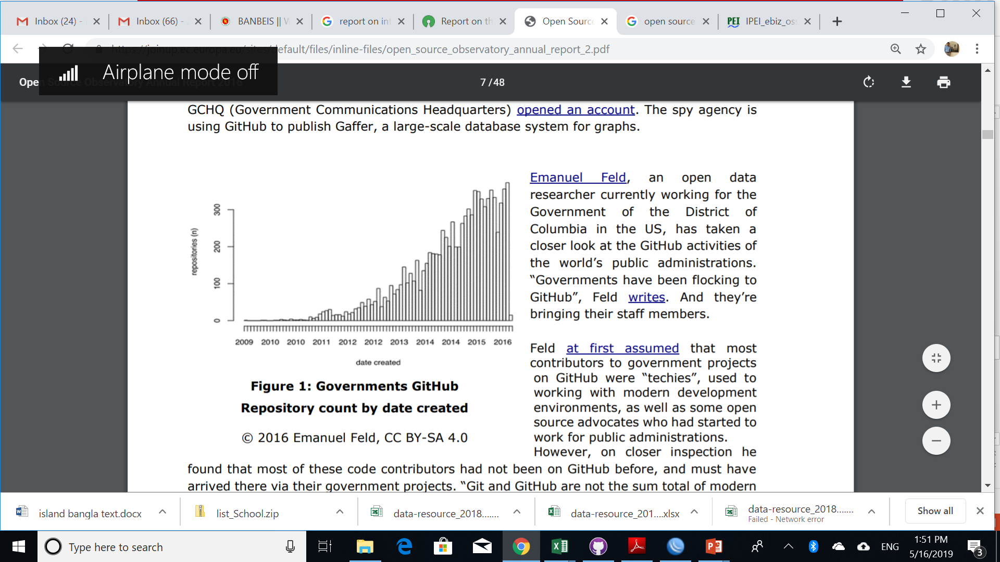 Inbox (24) -
Inbox (66) -
BANBEIS || W
report on int
Report on th
Open Source
open source
PEI IPEI_ebiz_oss
https://joinup.ec.europa.eu/sites/default/files/inline-files/open_source_observatory_annual_report_2.pdf
Airplane mode off
Open Source Observatory Annual Report 2016
7 / 48
GCHQ (Government Communications Headquarters) opened an account. The spy agency is
using GitHub to publish Gaffer, a large-scale database system for graphs.
repositories (n)
300
200
100
0
2009 2010 2010 2011 2012 2012 2013 2014 2014 2015 2016
date created
Figure 1: Governments GitHub
Repository count by date created
© 2016 Emanuel Feld, CC BY-SA 4.0
Emanuel Feld, an open data
researcher currently working for the
Government of the District of
Columbia in the US, has taken a
closer look at the GitHub activities of
the world's public administrations.
“Governments have been flocking to
GitHub”, Feld writes. And they’re
bringing their staff members.
Feld at first assumed that most
contributors to government projects
on GitHub were “techies”, used to
working with modern development
environments, as well as some open
source advocates who had started to
work for public administrations.
However, on closer inspection he
found that most of these code contributors had not been on GitHub before, and must have
arrived there via their government projects. “Git and GitHub are not the sum total of modern
island bangla text.docx
list_School.zip
data-resource_2018.......
data-resource_201....xlsx
data-resource_2018.......
Failed - Network error
Show all
Type here to search
ENG
1:51 PM
5/16/2019
3